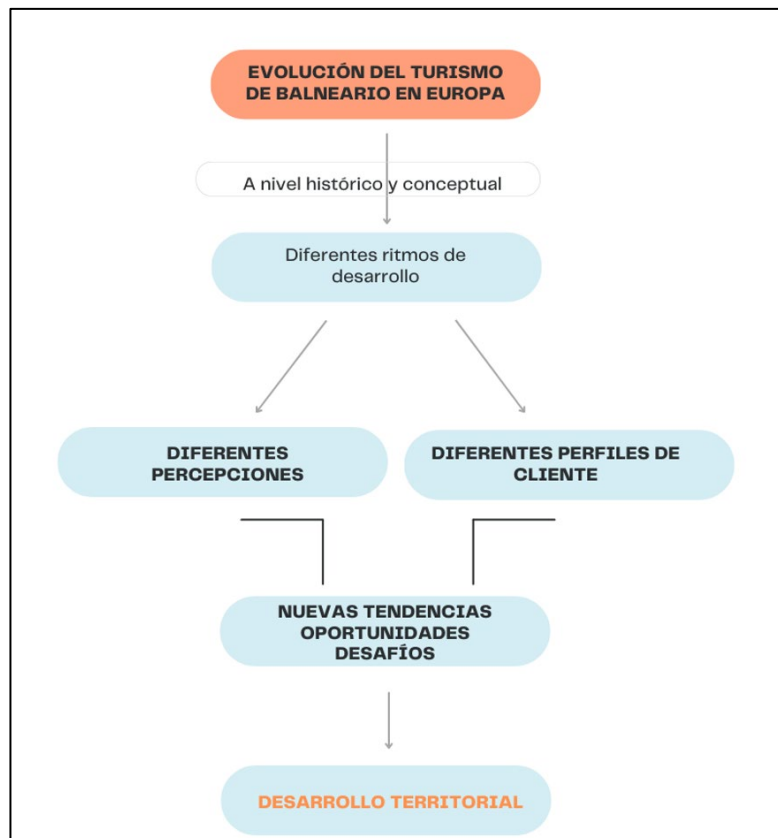 EVOLUCIÓN DEL TURISMO
DE BALNEARIO EN EUROPA
A nivel histórico y conceptual
Diferentes ritmos de
desarrollo
DIFERENTES
PERCEPCIONES
DIFERENTES PERFILES DE
CLIENTE
NUEVAS TENDENCIAS
OPORTUNIDADES
DESAFÍOS
DESARROLLO TERRITORIAL